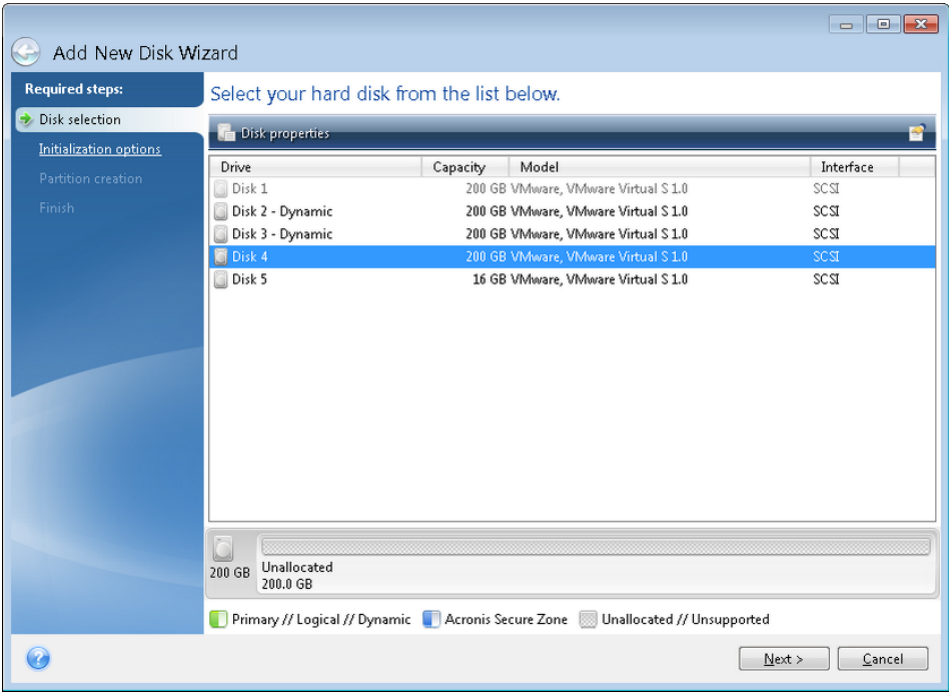 Add New Disk Wizard
Required steps:
Disk selection
Initialization options
Partition creation
Finish
Select your hard disk from the list below.
Disk properties
Drive Capacity Model Interface
Disk 1 200 GB VMware, VMware Virtual S 1.0 SCSI
Disk 2 - Dynamic 200 GB VMware, VMware Virtual S 1.0 SCSI
Disk 3 - Dynamic 200 GB VMware, VMware Virtual S 1.0 SCSI
Disk 4 200 GB VMware, VMware Virtual S 1.0 SCSI
Disk 5 16 GB VMware, VMware Virtual S 1.0 SCSI
200 GB
Unallocated
200.0 GB
Primary // Logical // Dynamic Acronis Secure Zone Unallocated // Unsupported
?
Next > Cancel